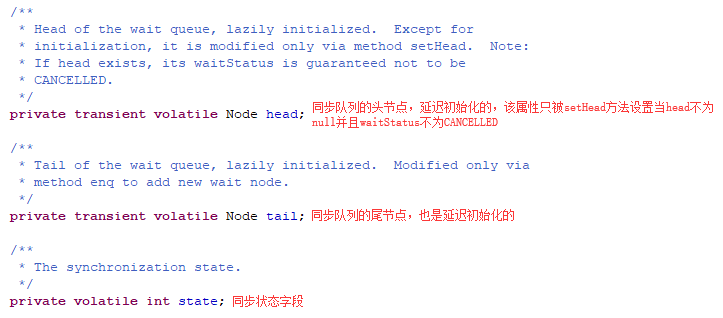 /**
 * Head of the wait queue, lazily initialized.  Except for
 * initialization, it is modified only via method setHead.  Note:
 * If head exists, its waitStatus is guaranteed not to be
 * CANCELLED.
 */
private transient volatile Node head; 同步队列的头节点，延迟初始化的，该属性只被setHead方法设置当head不为
null并且waitStatus不为CANCELLED
/**
 * Tail of the wait queue, lazily initialized.  Modified only via
 * method enq to add new wait node.
 */
private transient volatile Node tail; 同步队列的尾节点，也是延迟初始化的
/**
 * The synchronization state.
 */
private volatile int state; 同步状态字段